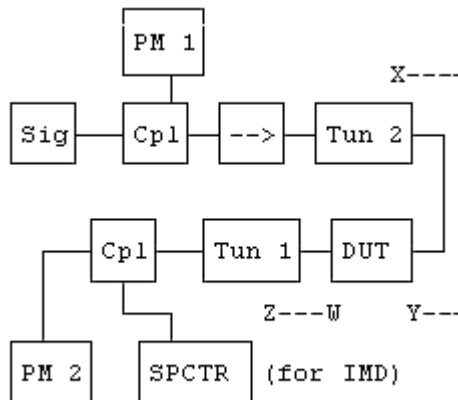 PM 1
X----
Sig Cpl --> Tun 2
Cpl Tun 1 DUT
Z---W Y---
PM 2 SPCTR (for IMD)